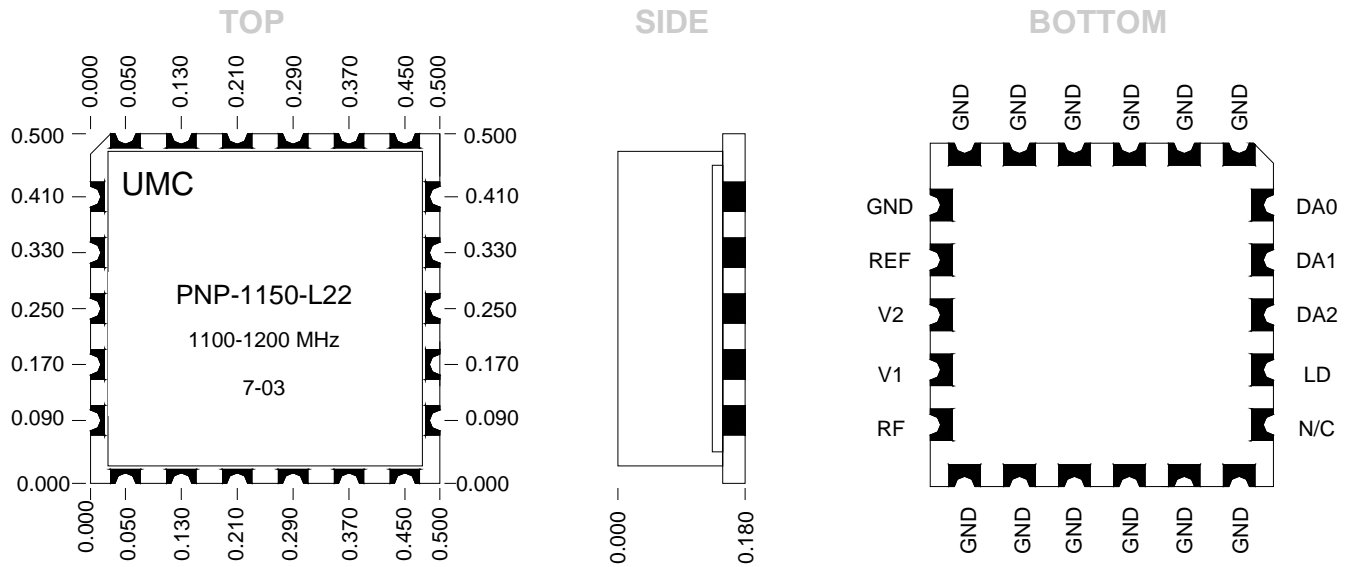 TOP
SIDE
BOTTOM
0.000
0.050
0.130
0.210
0.290
0.370
0.450
0.500
0.500
0.410
0.330
0.250
0.170
0.090
0.000
UMC
PNP-1150-L22
1100-1200 MHz
7-03
0.500
0.410
0.330
0.250
0.170
0.090
0.000
0.000
0.050
0.130
0.210
0.290
0.370
0.450
0.500
0.000
0.180
GND
GND
GND
GND
GND
GND
GND
REF
V2
V1
RF
DA0
DA1
DA2
LD
N/C
GND
GND
GND
GND
GND
GND